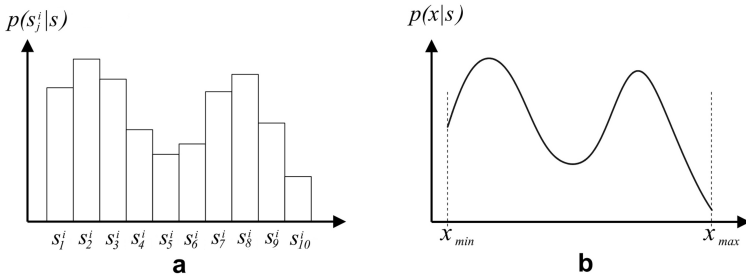 p(s_j^i|s)
s_1^i s_2^i s_3^i s_4^i s_5^i s_6^i s_7^i s_8^i s_9^i s_10^i
a
p(x|s)
x_min x_max
b